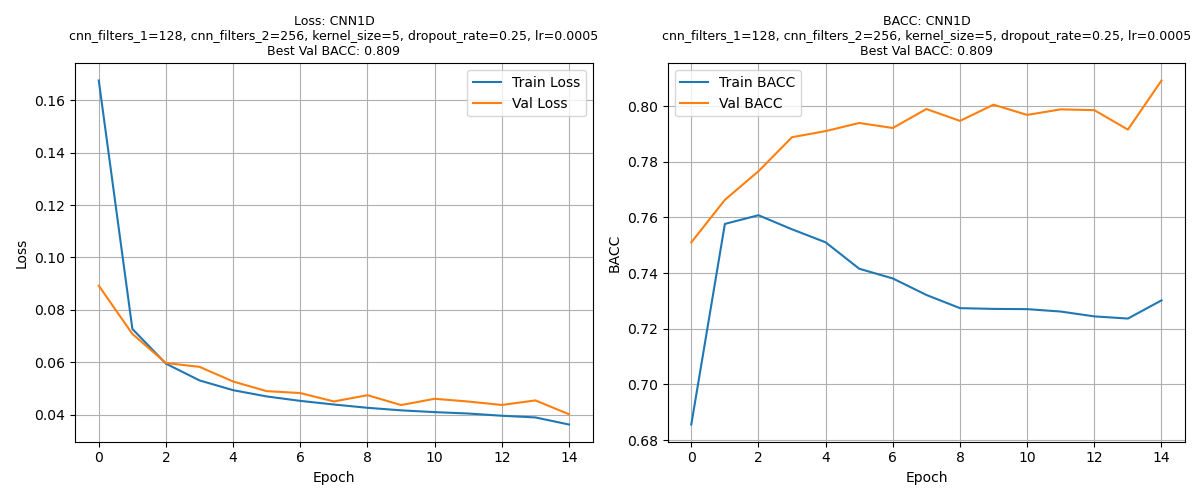 Loss: CNN1D
cnn_filters_1=128, cnn_filters_2=256, kernel_size=5, dropout_rate=0.25, lr=0.0005
Best Val BACC: 0.809
Train Loss
Val Loss
0.16
0.14
0.12
0.10
0.08
0.06
0.04
Loss
0 2 4 6 8 10 12 14
Epoch
BACC: CNN1D
cnn_filters_1=128, cnn_filters_2=256, kernel_size=5, dropout_rate=0.25, lr=0.0005
Best Val BACC: 0.809
Train BACC
Val BACC
0.80
0.78
0.76
0.74
0.72
0.70
0.68
BACC
0 2 4 6 8 10 12 14
Epoch